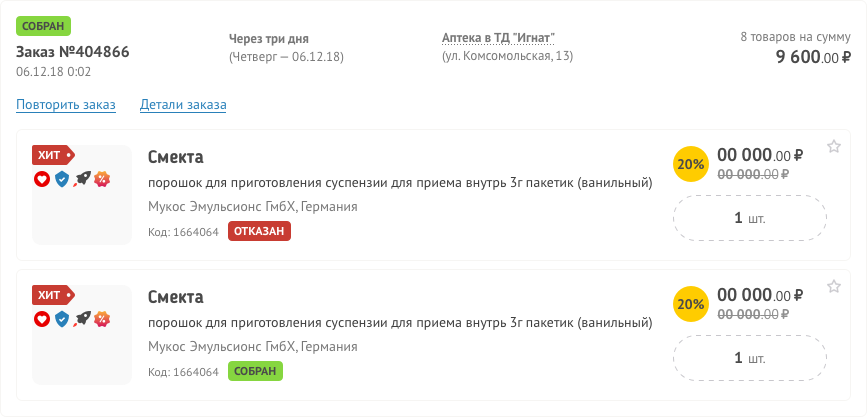 СОБРАН
Заказ №404866
06.12.18 0:02
Через три дня
(Четверг — 06.12.18)
Аптека в ТД "Игнат"
(ул. Комсомольская, 13)
8 товаров на сумму
9 600.00 ₽
Повторить заказ
Детали заказа
ХИТ
Смекта
порошок для приготовления суспензии для приема внутрь 3г пакетик (ванильный)
Мукос Эмульсионс ГмбХ, Германия
Код: 1664064
ОТКАЗАН
20%
00 000.00 ₽
00 000.00 ₽
1 шт.
ХИТ
Смекта
порошок для приготовления суспензии для приема внутрь 3г пакетик (ванильный)
Мукос Эмульсионс ГмбХ, Германия
Код: 1664064
СОБРАН
20%
00 000.00 ₽
00 000.00 ₽
1 шт.